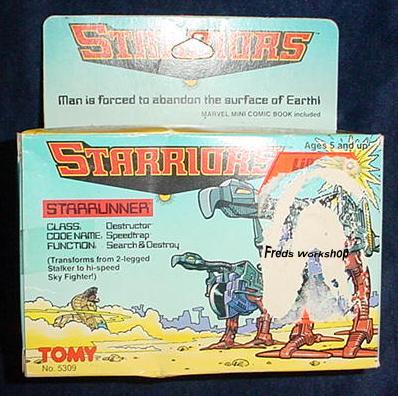 STARRIORS
Man is forced to abandon the surface of Earth!
MARVEL MINI COMIC BOOK included
Ages 5 and up
STARRIORS
STARRUNNER
CLASS: Destructor
CODE NAME: Speedtrap
FUNCTION: Search & Destroy
(Transforms from 2-legged
Stalker to hi-speed
Sky Fighter!)
Freds Workshop
TOMY
No. 5309